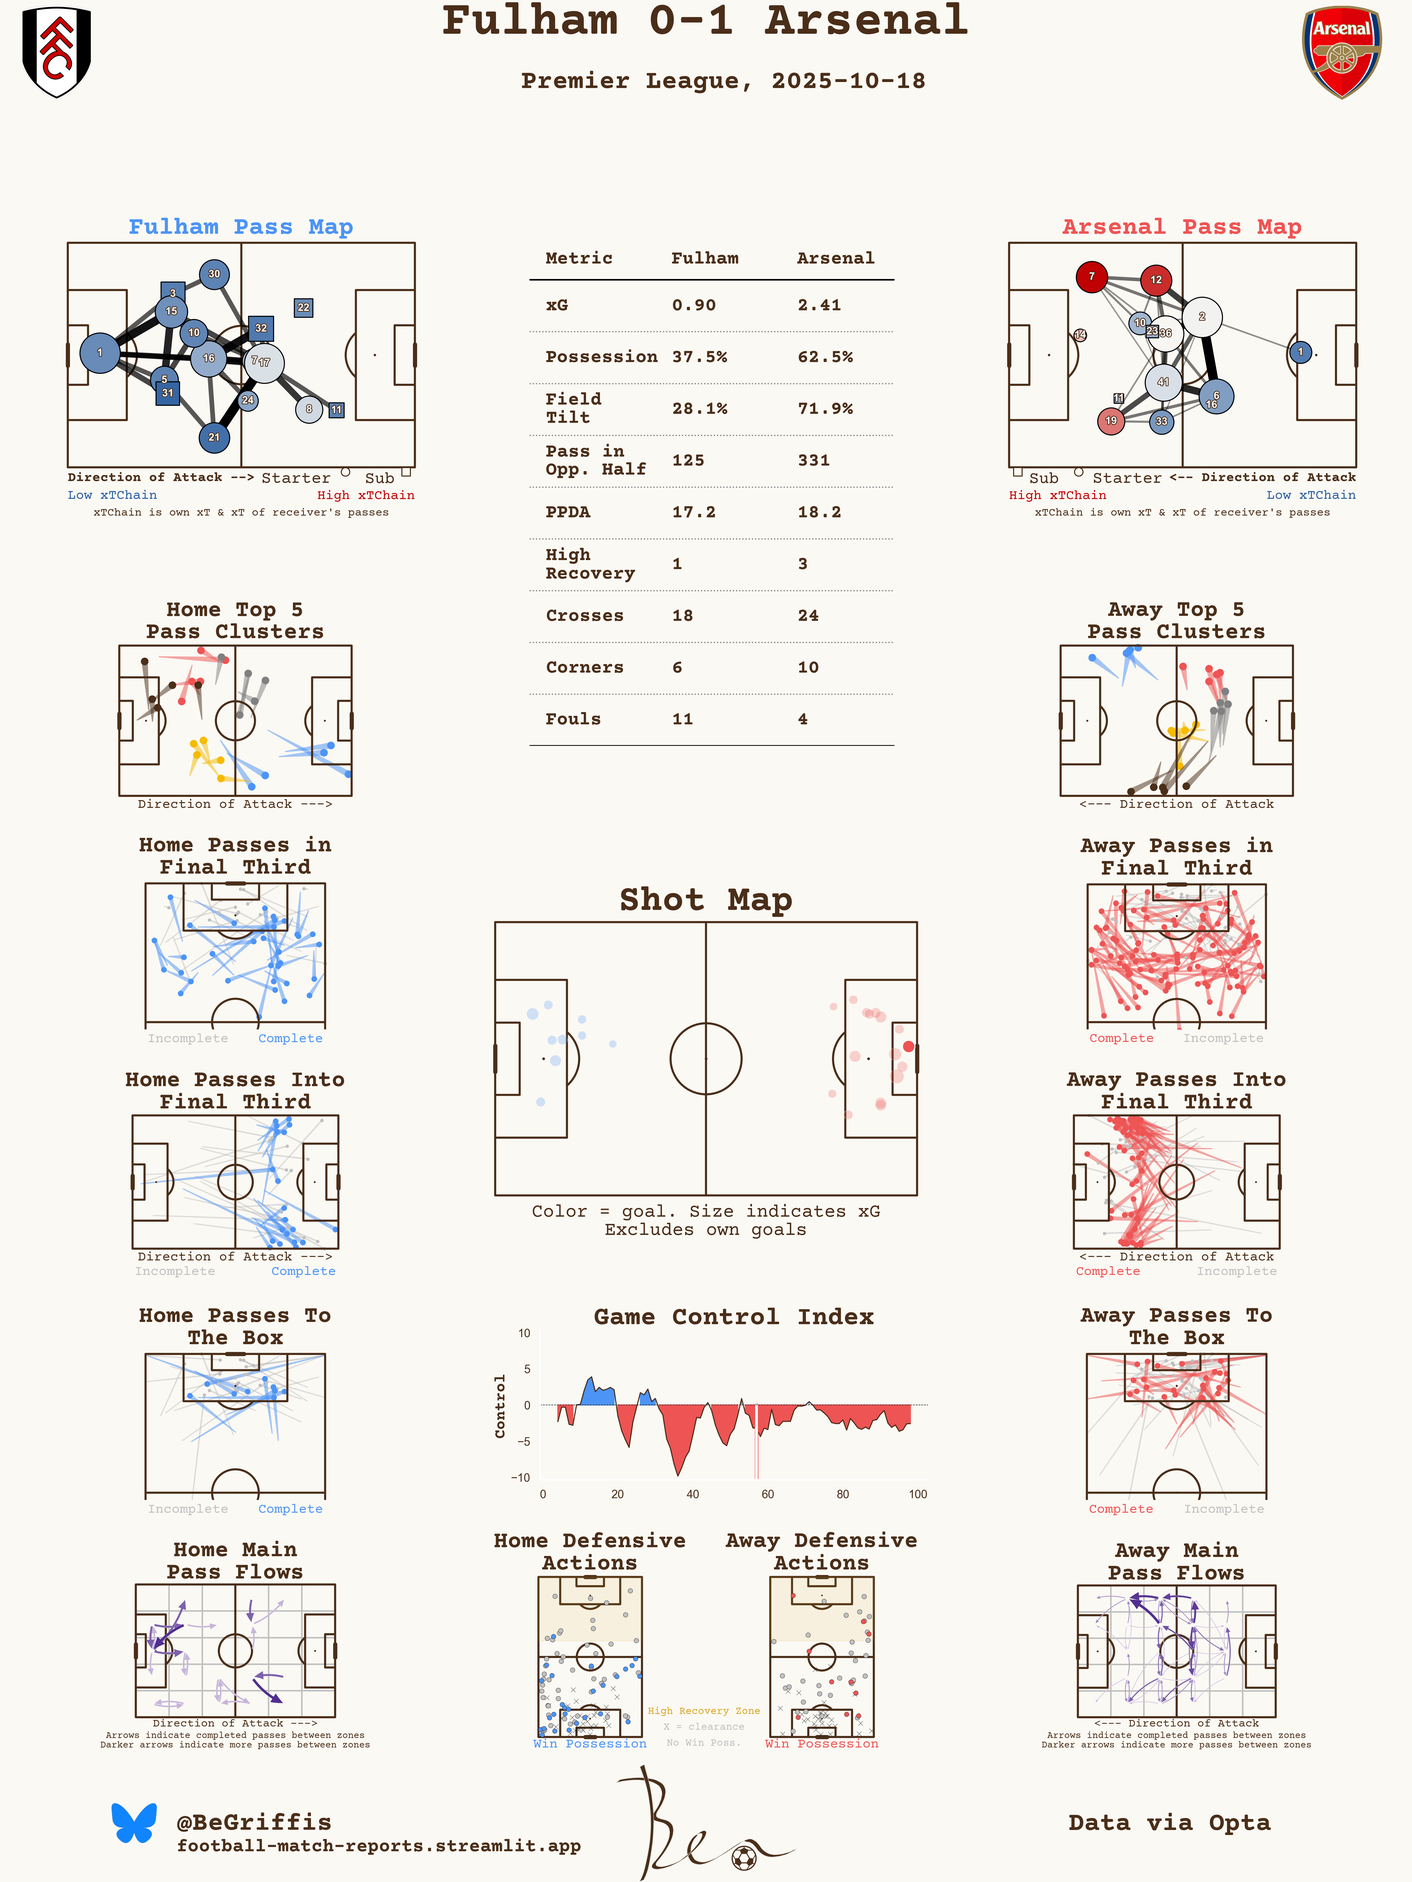 Fulham 0-1 Arsenal
Premier League, 2025-10-18
Arsenal
Fulham Pass Map
30
3
15
10
32
22
1
16
7
17
5
31
24
8
11
21
Direction of Attack --> Starter Sub
Low xTChain High xTChain
xTChain is own xT & xT of receiver's passes
Metric Fulham Arsenal
xG 0.90 2.41
Possession 37.5% 62.5%
Field
Tilt 28.1% 71.9%
Pass in
Opp. Half 125 331
PPDA 17.2 18.2
High
Recovery 1 3
Crosses 18 24
Corners 6 10
Fouls 11 4
Arsenal Pass Map
7
12
2
10
23
36
14
1
41
11
6
16
19
33
Sub Starter <-- Direction of Attack
High xTChain Low xTChain
xTChain is own xT & xT of receiver's passes
Home Top 5
Pass Clusters
Direction of Attack --->
Away Top 5
Pass Clusters
<--- Direction of Attack
Home Passes in
Final Third
Incomplete Complete
Away Passes in
Final Third
Complete Incomplete
Shot Map
Color = goal. Size indicates xG
Excludes own goals
Home Passes Into
Final Third
Direction of Attack --->
Incomplete Complete
Away Passes Into
Final Third
<--- Direction of Attack
Complete Incomplete
Home Passes To
The Box
Incomplete Complete
Game Control Index
Control
10
5
0
−5
−10
0 20 40 60 80 100
Away Passes To
The Box
Complete Incomplete
Home Main
Pass Flows
Direction of Attack --->
Arrows indicate completed passes between zones
Darker arrows indicate more passes between zones
Home Defensive
Actions
Win Possession
High Recovery Zone
X = clearance
No Win Poss.
Away Defensive
Actions
Win Possession
Away Main
Pass Flows
<--- Direction of Attack
Arrows indicate completed passes between zones
Darker arrows indicate more passes between zones
@BeGriffis
football-match-reports.streamlit.app
Ben
Data via Opta